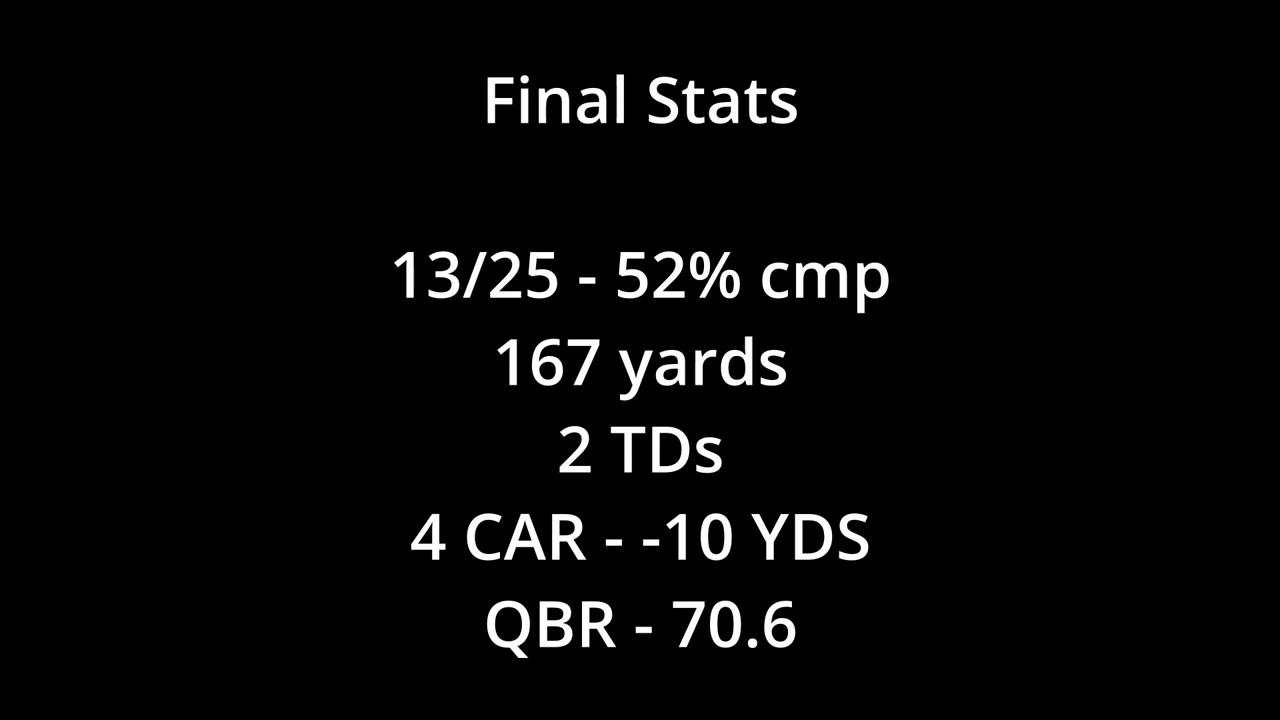 Final Stats
13/25 - 52% cmp
167 yards
2 TDs
4 CAR - -10 YDS
QBR - 70.6